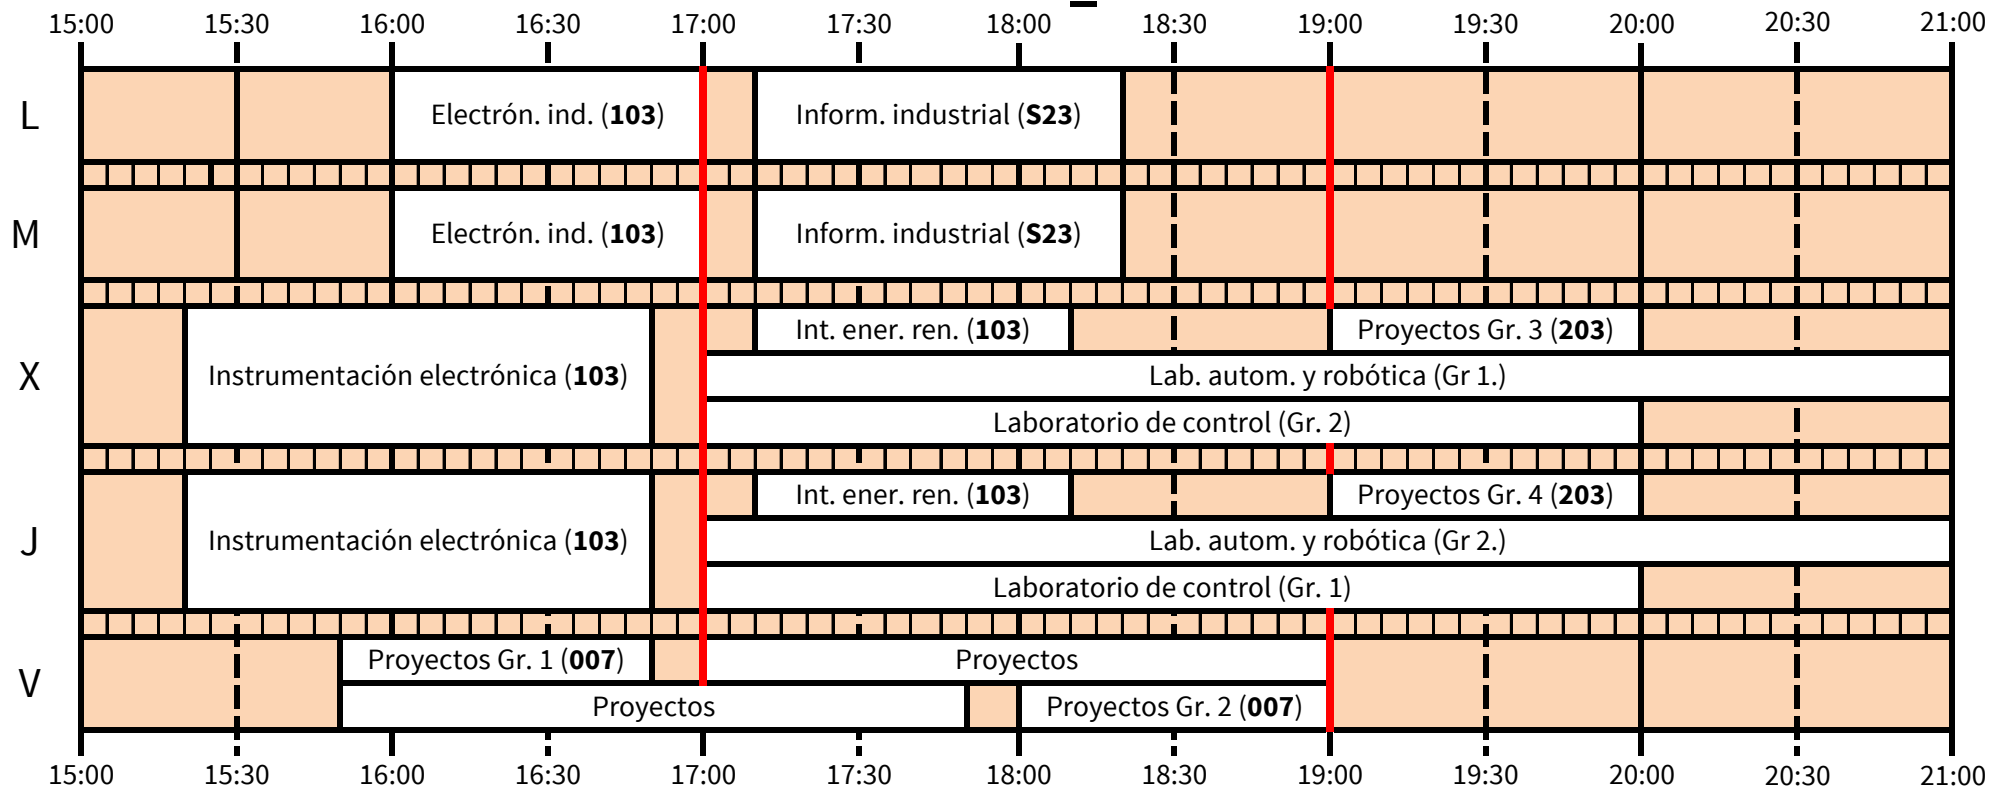 15:00 15:30 16:00 16:30 17:00 17:30 18:00 18:30 19:00 19:30 20:00 20:30 21:00
L Electrón. ind. (103) Inform. industrial (S23)
M Electrón. ind. (103) Inform. industrial (S23)
Int. ener. ren. (103) Proyectos Gr. 3 (203)
X Instrumentación electrónica (103) Lab. autom. y robótica (Gr 1.)
Laboratorio de control (Gr. 2)
Int. ener. ren. (103) Proyectos Gr. 4 (203)
J Instrumentación electrónica (103) Lab. autom. y robótica (Gr 2.)
Laboratorio de control (Gr. 1)
Proyectos Gr. 1 (007) Proyectos
V
Proyectos Proyectos Gr. 2 (007)
15:00 15:30 16:00 16:30 17:00 17:30 18:00 18:30 19:00 19:30 20:00 20:30 21:00